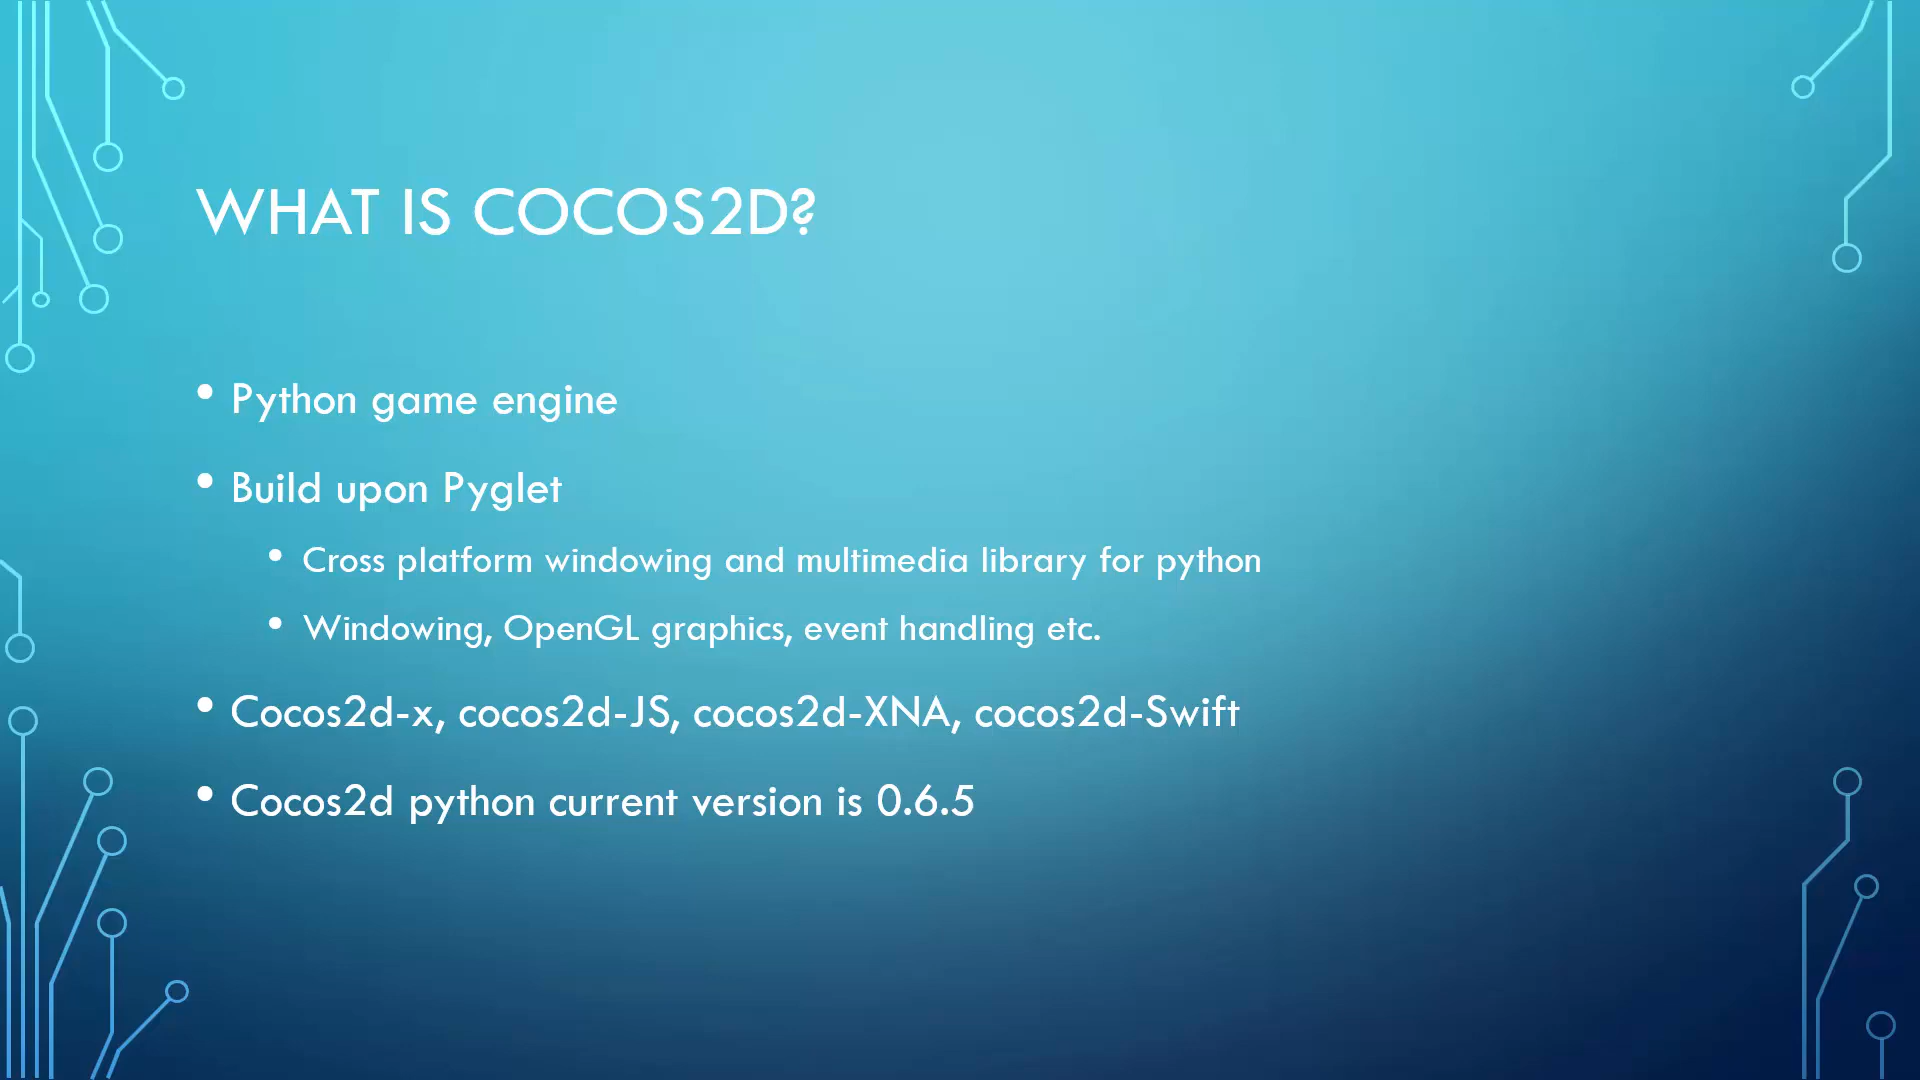 WHAT IS COCOS2D?
• Python game engine
• Build upon Pyglet
• Cross platform windowing and multimedia library for python
• Windowing, OpenGL graphics, event handling etc.
• Cocos2d-x, cocos2d-JS, cocos2d-XNA, cocos2d-Swift
• Cocos2d python current version is 0.6.5